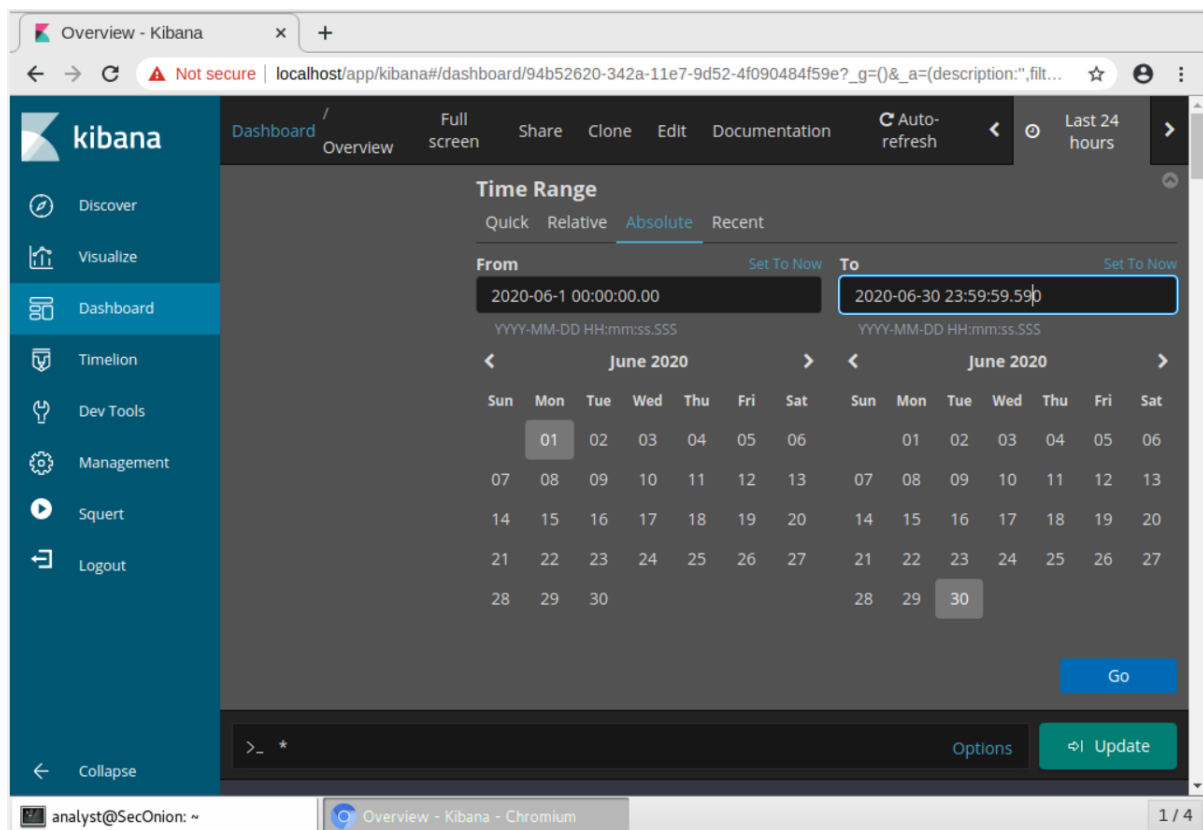 Overview - Kibana
Not secure | localhost/app/kibana#/dashboard/94b52620-342a-11e7-9d52-4f090484f59e?_g=()&_a=(description:'',filt...
kibana
Dashboard / Overview Full screen Share Clone Edit Documentation Auto-refresh Last 24 hours
Discover
Visualize
Dashboard
Timelion
Dev Tools
Management
Squert
Logout
Collapse
Time Range
Quick Relative Absolute Recent
From Set To Now
2020-06-1 00:00:00.00
YYYY-MM-DD HH:mm:ss.SSS
June 2020
Sun Mon Tue Wed Thu Fri Sat
01 02 03 04 05 06
07 08 09 10 11 12 13
14 15 16 17 18 19 20
21 22 23 24 25 26 27
28 29 30
To Set To Now
2020-06-30 23:59:59.590
YYYY-MM-DD HH:mm:ss.SSS
June 2020
Sun Mon Tue Wed Thu Fri Sat
01 02 03 04 05 06
07 08 09 10 11 12 13
14 15 16 17 18 19 20
21 22 23 24 25 26 27
28 29 30
Go
>_ * Options Update
analyst@SecOnion: ~ Overview - Kibana - Chromium 1 / 4